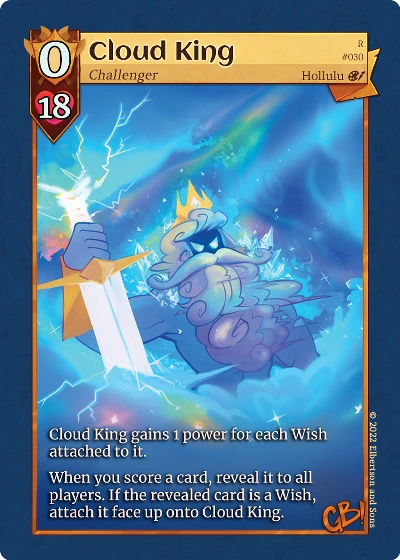 0
Cloud King
R
#030
Challenger
Hollulu
18
Cloud King gains 1 power for each Wish
attached to it.
When you score a card, reveal it to all
players. If the revealed card is a Wish,
attach it face up onto Cloud King.
GB!
© 2022 Elbertson and Sons